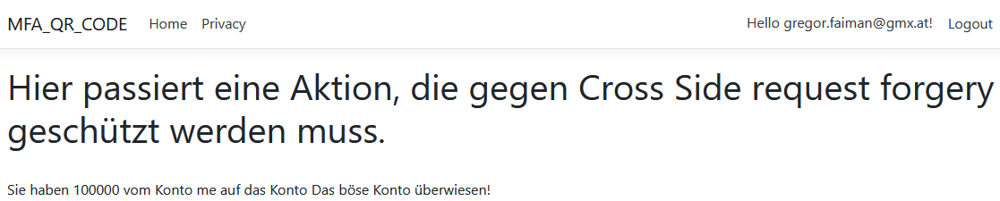 MFA_QR_CODE Home Privacy Hello gregor.faiman@gmx.at! Logout
Hier passiert eine Aktion, die gegen Cross Side request forgery
geschützt werden muss.
Sie haben 100000 vom Konto me auf das Konto Das böse Konto überwiesen!